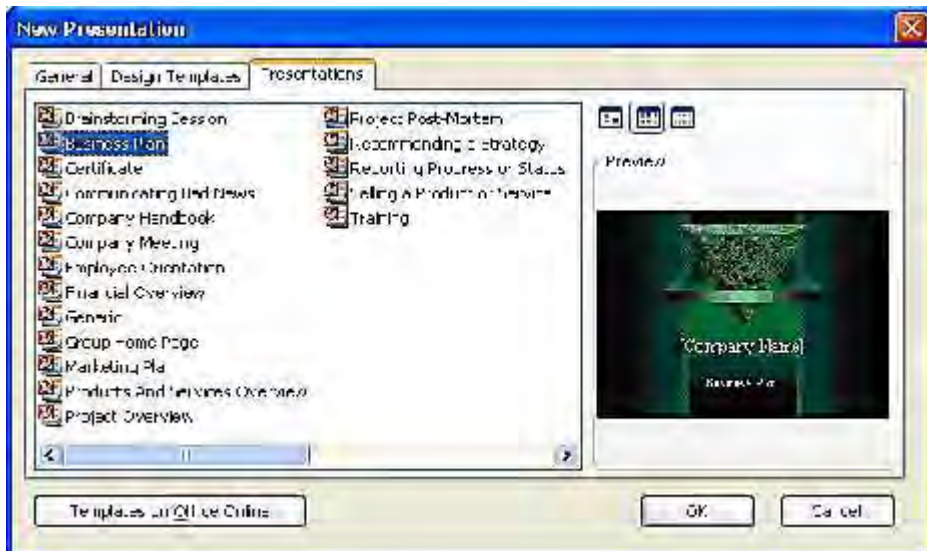 New Presentation
General
Design Templates
Presentations
Brainstorming Session
Business Plan
Certificate
Communicating Bad News
Company Handbook
Company Meeting
Employee Orientation
Financial Overview
Generic
Group Home Page
Marketing Plan
Products And Services Overview
Project Overview
Project Post-Mortem
Recommending a Strategy
Reporting Progress or Status
Selling a Product or Service
Training
Preview
[Company Name]
Business Plan
Templates on Office Online
OK
Cancel